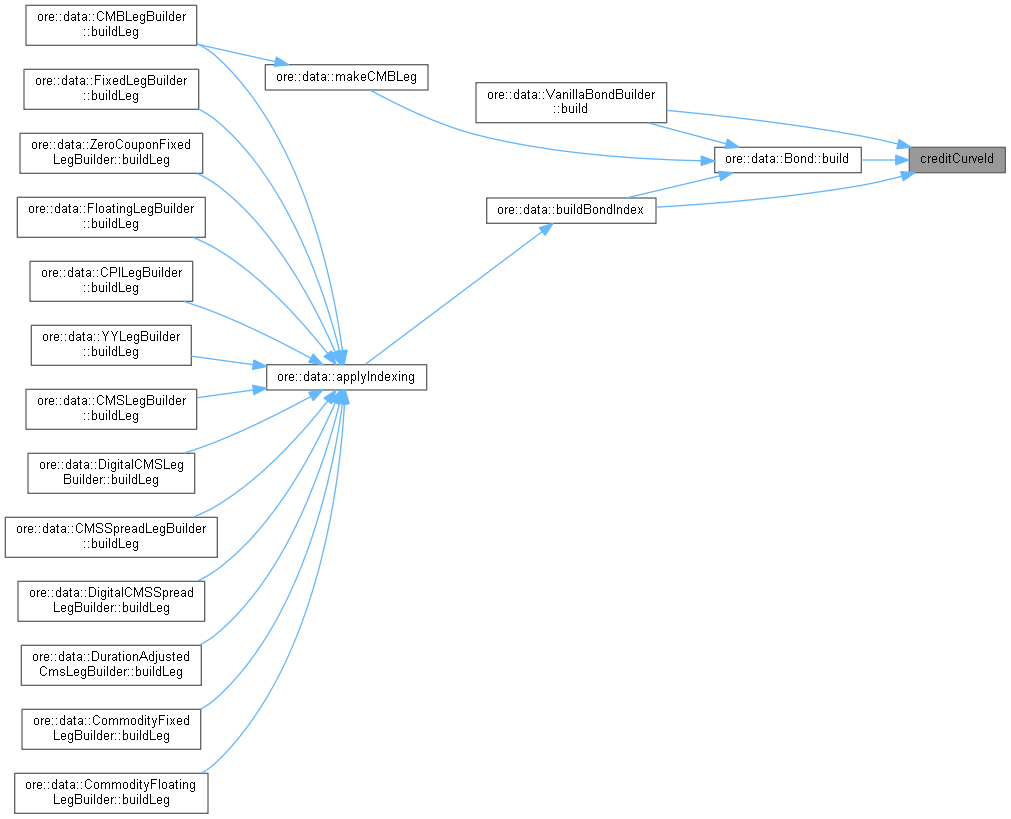 ore::data::CMBLegBuilder
::buildLeg
ore::data::makeCMBLeg
ore::data::FixedLegBuilder
::buildLeg
ore::data::VanillaBondBuilder
::build
ore::data::ZeroCouponFixed
LegBuilder::buildLeg
ore::data::Bond::build
creditCurveId
ore::data::FloatingLegBuilder
::buildLeg
ore::data::buildBondIndex
ore::data::CPILegBuilder
::buildLeg
ore::data::YYLegBuilder
::buildLeg
ore::data::applyIndexing
ore::data::CMSLegBuilder
::buildLeg
ore::data::DigitalCMSLeg
Builder::buildLeg
ore::data::CMSSpreadLegBuilder
::buildLeg
ore::data::DigitalCMSSpread
LegBuilder::buildLeg
ore::data::DurationAdjusted
CmsLegBuilder::buildLeg
ore::data::CommodityFixed
LegBuilder::buildLeg
ore::data::CommodityFloating
LegBuilder::buildLeg